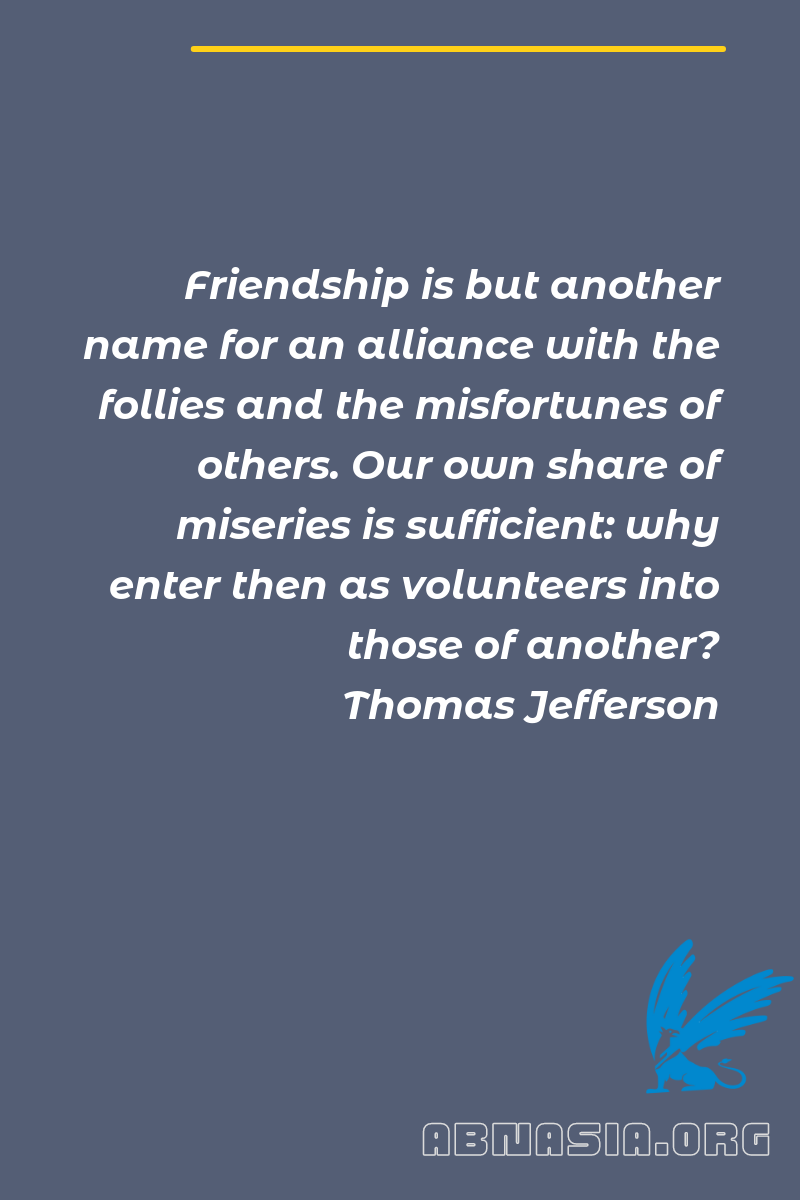 Friendship is but another
name for an alliance with the
follies and the misfortunes of
others. Our own share of
miseries is sufficient: why
enter then as volunteers into
those of another?
Thomas Jefferson
ABNASIA.ORG